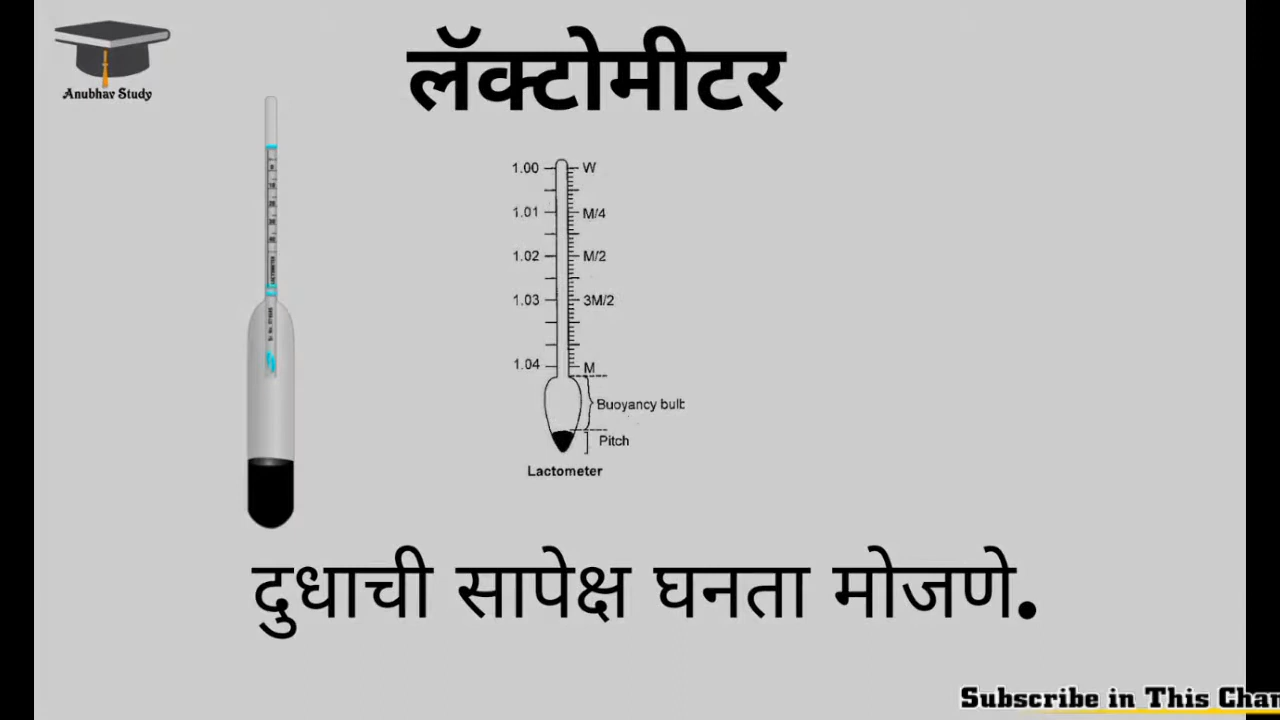 Anubhav Study
लॅक्टोमीटर
1.00 W
1.01 M/4
1.02 M/2
1.03 3M/2
1.04 M
Buoyancy bulb
Pitch
Lactometer
दुधाची सापेक्ष घनता मोजणे.
Subscribe in This